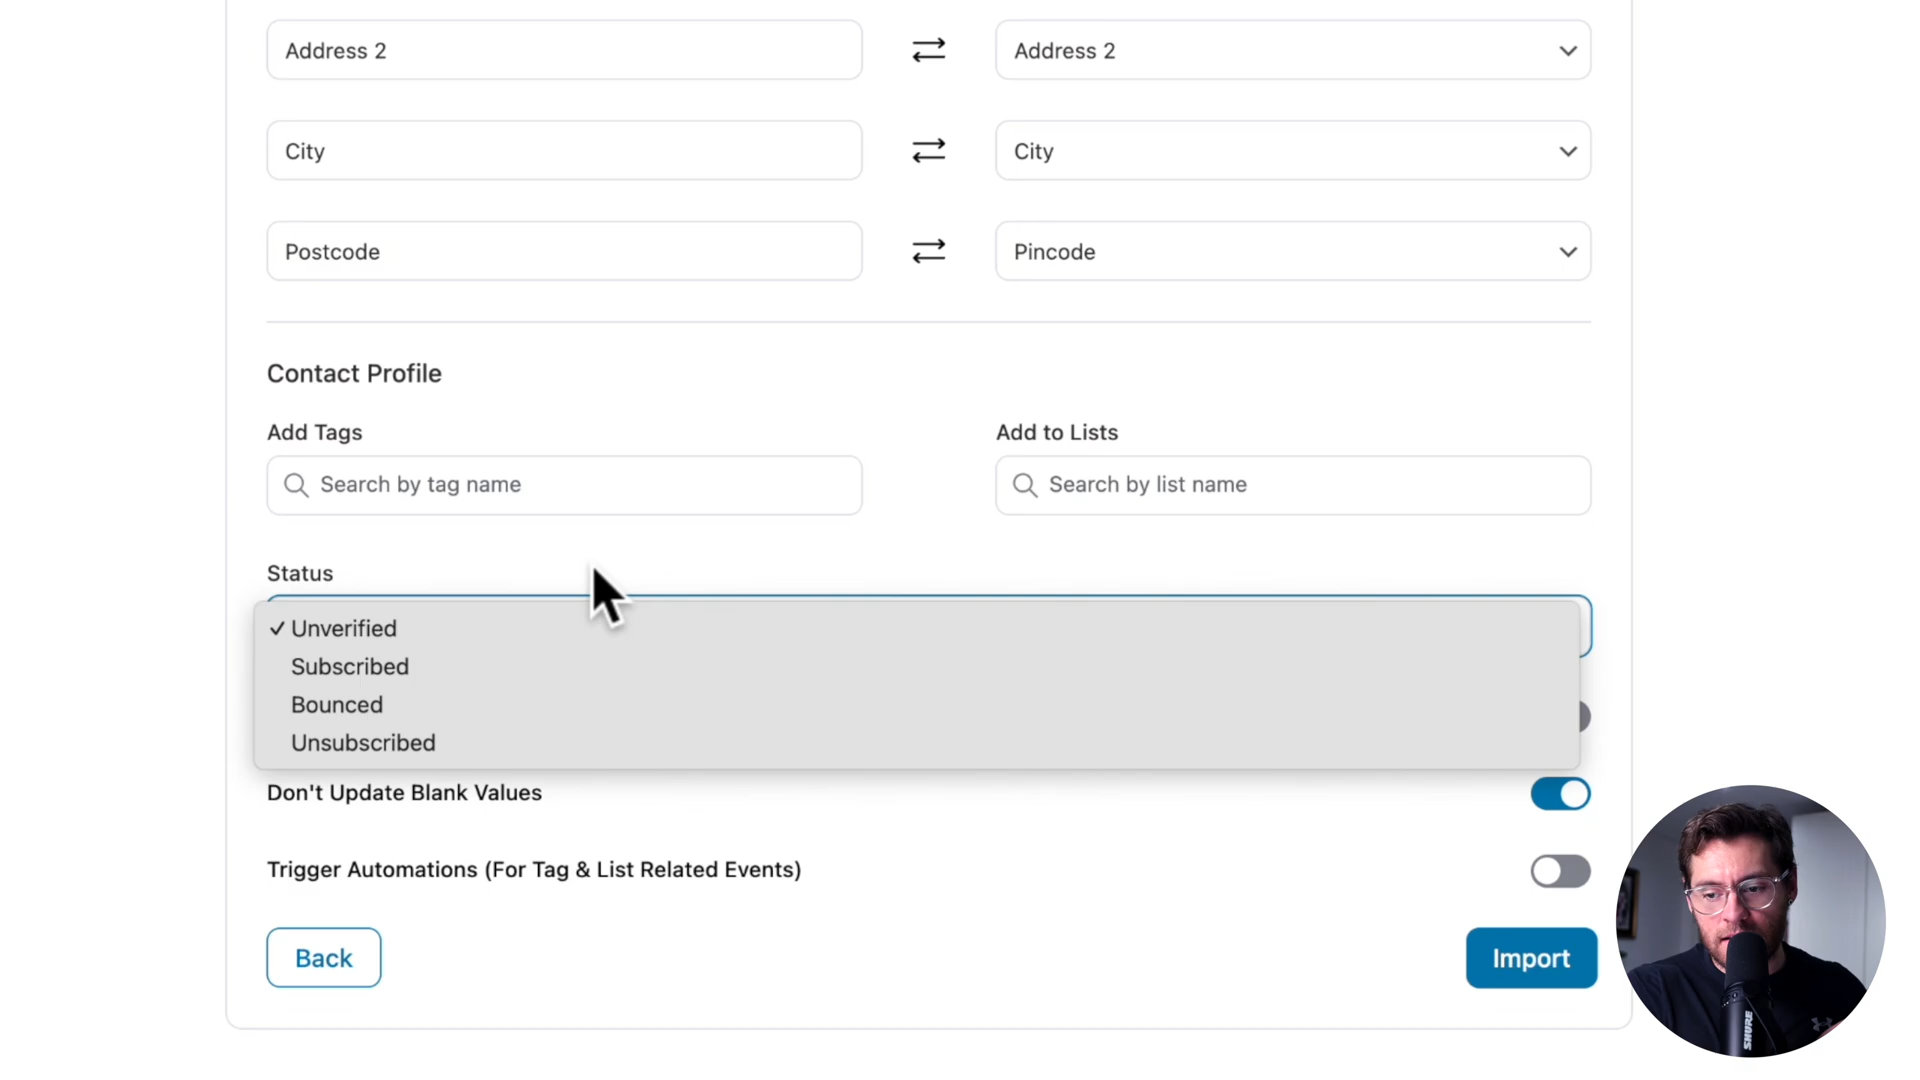 Address 2
Address 2
City
City
Postcode
Pincode
Contact Profile
Add Tags
Add to Lists
Search by tag name
Search by list name
Status
✓ Unverified
Subscribed
Bounced
Unsubscribed
Don't Update Blank Values
Trigger Automations (For Tag & List Related Events)
Back
Import
SHURE